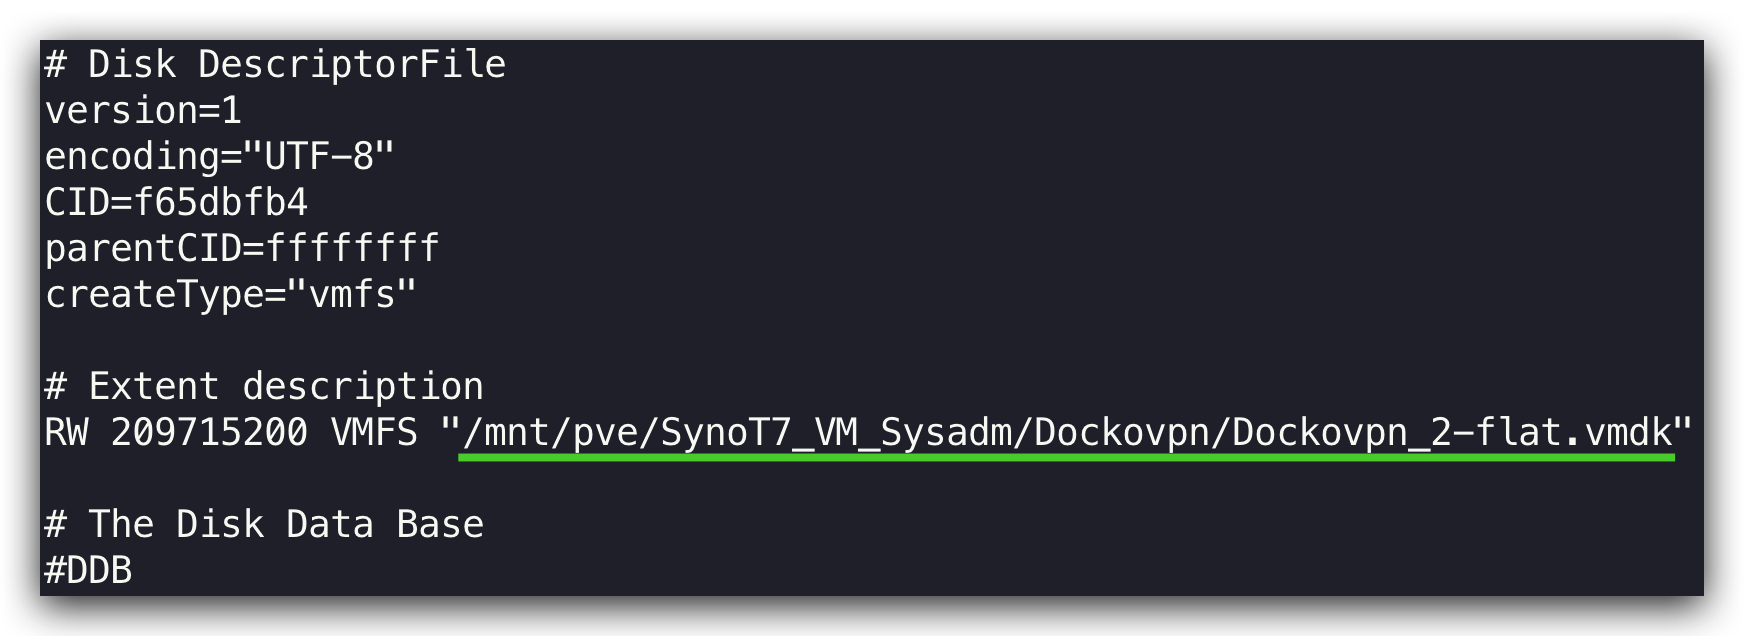 # Disk DescriptorFile
version=1
encoding="UTF-8"
CID=f65dbfb4
parentCID=ffffffff
createType="vmfs"

# Extent description
RW 209715200 VMFS "/mnt/pve/SynoT7_VM_Sysadm/Dockovpn/Dockovpn_2-flat.vmdk"

# The Disk Data Base
#DDB